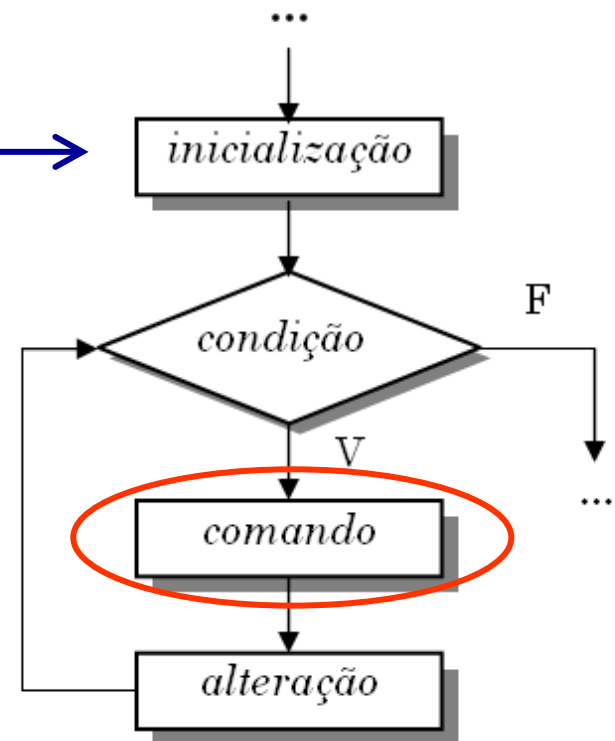 ...
inicialização
F
condição
V
...
comando
alteração